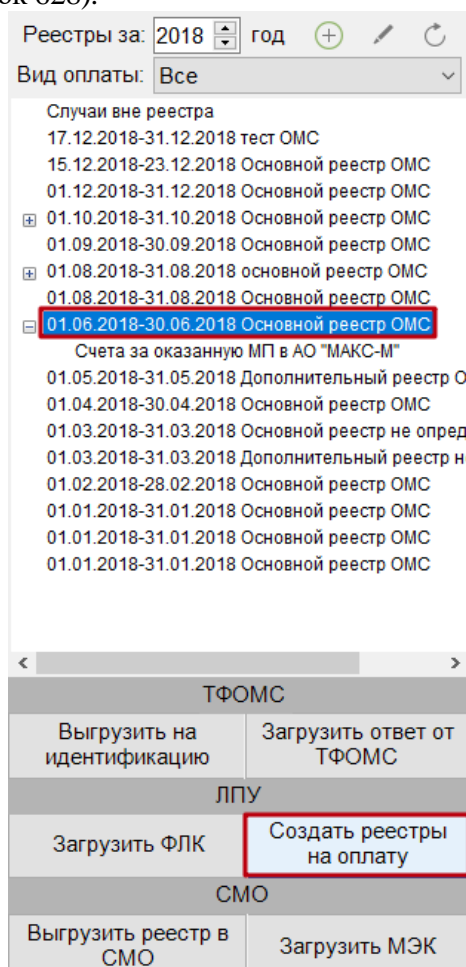 628).
Реестры за: 2018 год
Вид оплаты: Все
Случаи вне реестра
17.12.2018-31.12.2018 тест ОМС
15.12.2018-23.12.2018 Основной реестр ОМС
01.12.2018-31.12.2018 Основной реестр ОМС
01.10.2018-31.10.2018 Основной реестр ОМС
01.09.2018-30.09.2018 Основной реестр ОМС
01.08.2018-31.08.2018 основной реестр ОМС
01.08.2018-31.08.2018 Основной реестр ОМС
01.06.2018-30.06.2018 Основной реестр ОМС
Счета за оказанную МП в АО "МАКС-М"
01.05.2018-31.05.2018 Дополнительный реестр О
01.04.2018-30.04.2018 Основной реестр ОМС
01.03.2018-31.03.2018 Основной реестр не опред
01.03.2018-31.03.2018 Дополнительный реестр н
01.02.2018-28.02.2018 Основной реестр ОМС
01.01.2018-31.01.2018 Основной реестр ОМС
01.01.2018-31.01.2018 Основной реестр ОМС
01.01.2018-31.01.2018 Основной реестр ОМС
ТФОМС
Выгрузить на
идентификацию
Загрузить ответ от
ТФОМС
ЛПУ
Загрузить ФЛК
Создать реестры
на оплату
СМО
Выгрузить реестр в
СМО
Загрузить МЭК